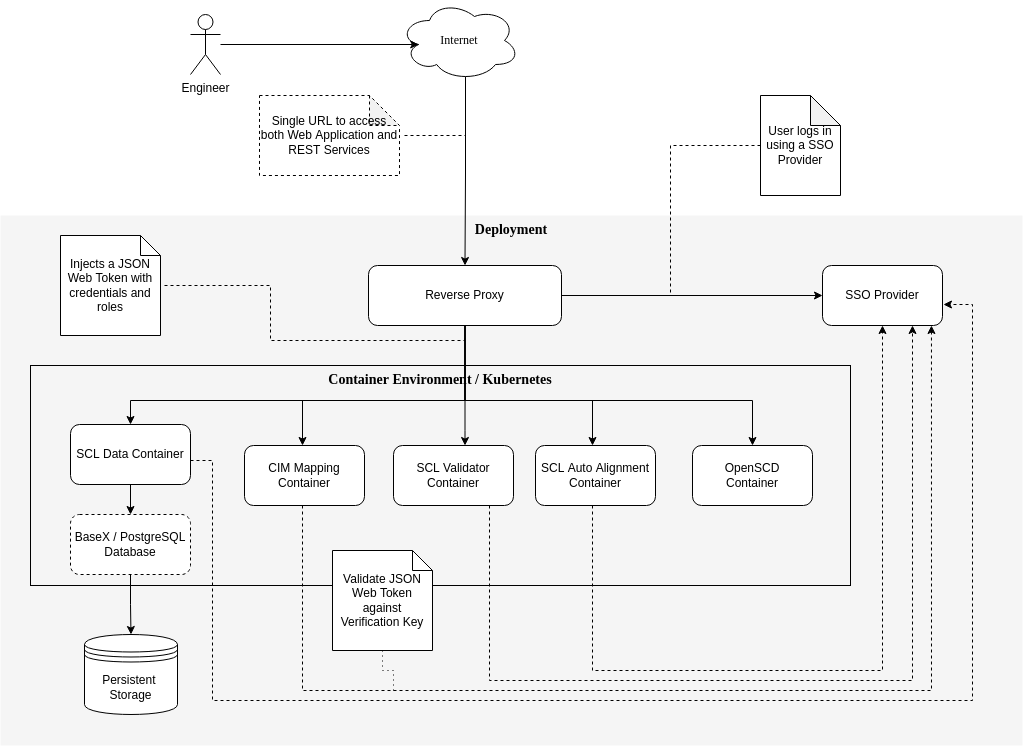 Internet
Engineer
Single URL to access
both Web Application and
REST Services
User logs in
using a SSO
Provider
Deployment
Injects a JSON
Web Token with
credentials and
roles
Reverse Proxy
SSO Provider
Container Environment / Kubernetes
SCL Data Container
CIM Mapping
Container
SCL Validator
Container
SCL Auto Alignment
Container
OpenSCD
Container
BaseX / PostgreSQL
Database
Validate JSON
Web Token
against
Verification Key
Persistent
Storage